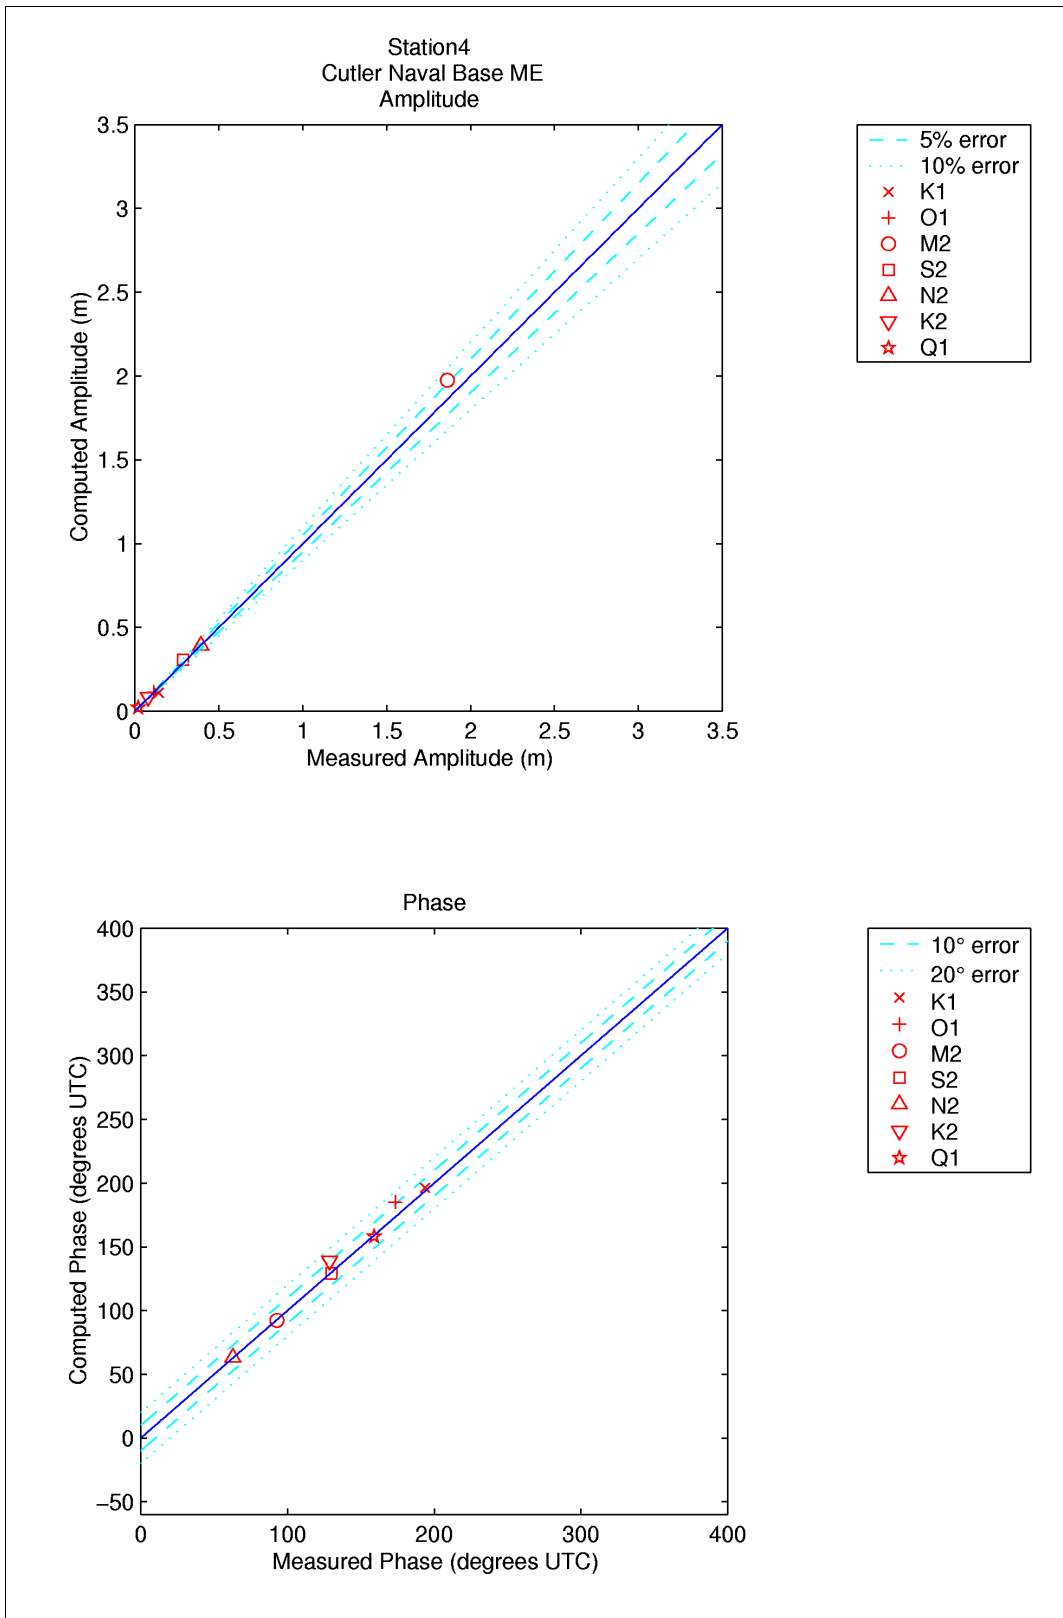 Station4
Cutler Naval Base ME
Amplitude
3.5
3
2.5
2
1.5
1
0.5
0
Computed Amplitude (m)
0 0.5 1 1.5 2 2.5 3 3.5
Measured Amplitude (m)
5% error
10% error
K1
O1
M2
S2
N2
K2
Q1
Phase
400
350
300
250
200
150
100
50
0
−50
Computed Phase (degrees UTC)
0 100 200 300 400
Measured Phase (degrees UTC)
10° error
20° error
K1
O1
M2
S2
N2
K2
Q1